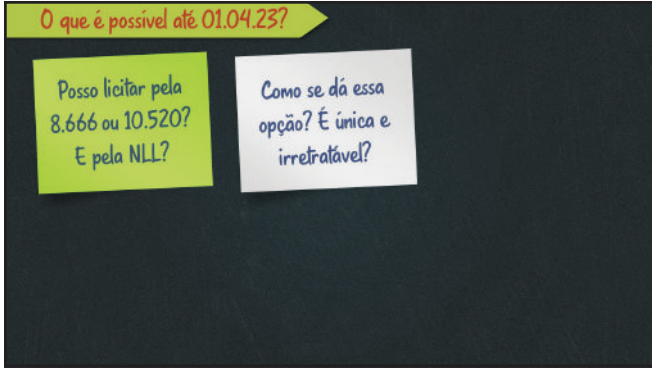 O que é possível até 01.04.23?
Posso licitar pela
8.666 ou 10.520?
E pela NLL?
Como se dá essa
opção? É única e
irretratável?